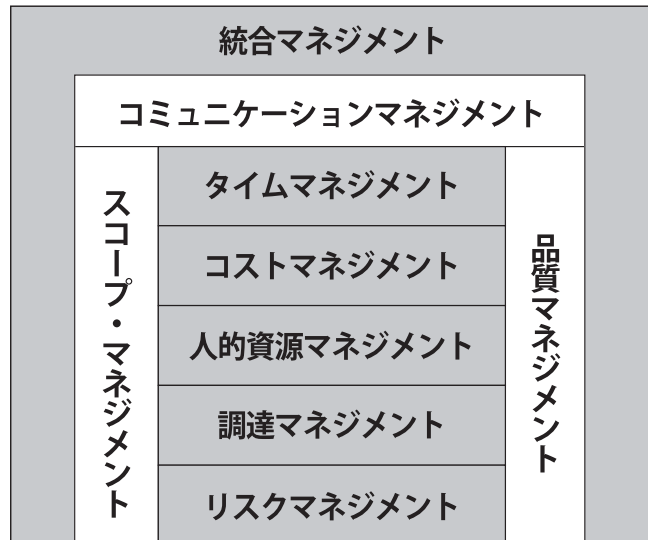 統合マネジメント
コミュニケーションマネジメント
スコープ・マネジメント
タイムマネジメント
コストマネジメント
人的資源マネジメント
調達マネジメント
リスクマネジメント
品質マネジメント